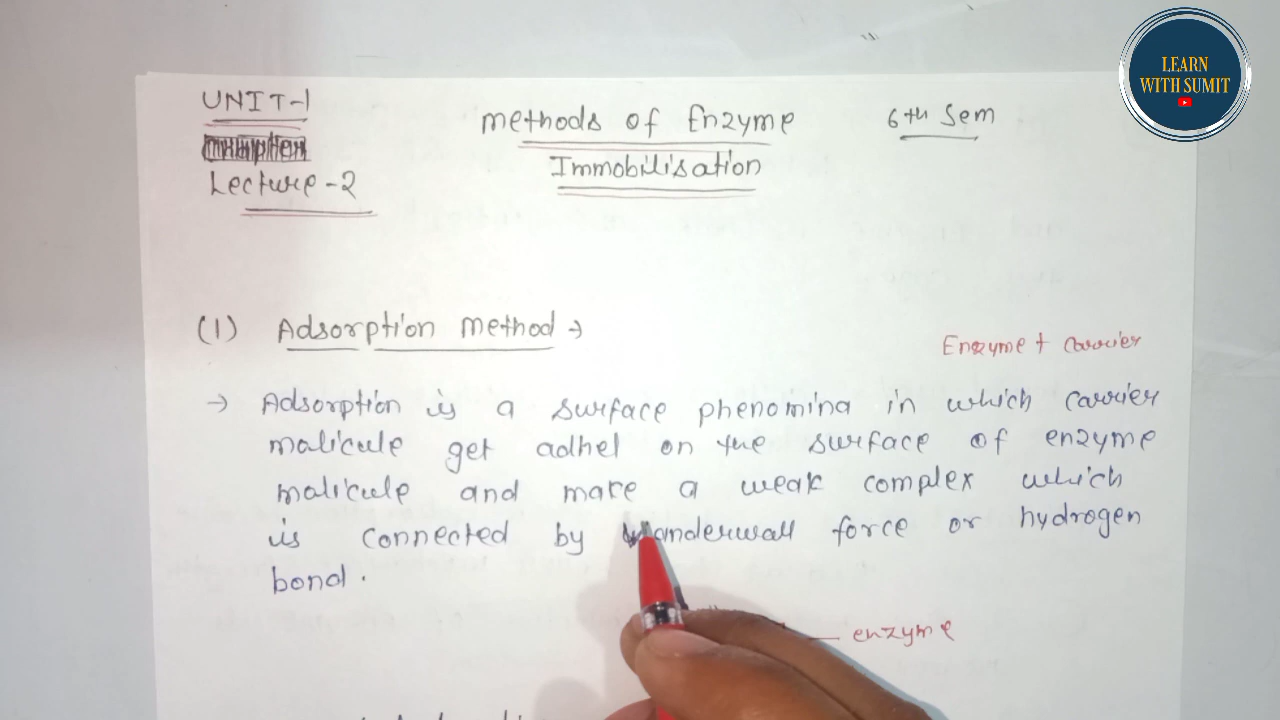 UNIT-1
Lecture-2
methods of Enzyme
Immobilisation
6th Sem
LEARN
WITH SUMIT
(1) Adsorption Method →
Enzyme + Carrier
→ Adsorption is a surface phenomina in which carrier
malicule get adhel on the surface of enzyme
malicule and make a weak complex which
is connected by wanderwall force or hydrogen
bond.
enzyme